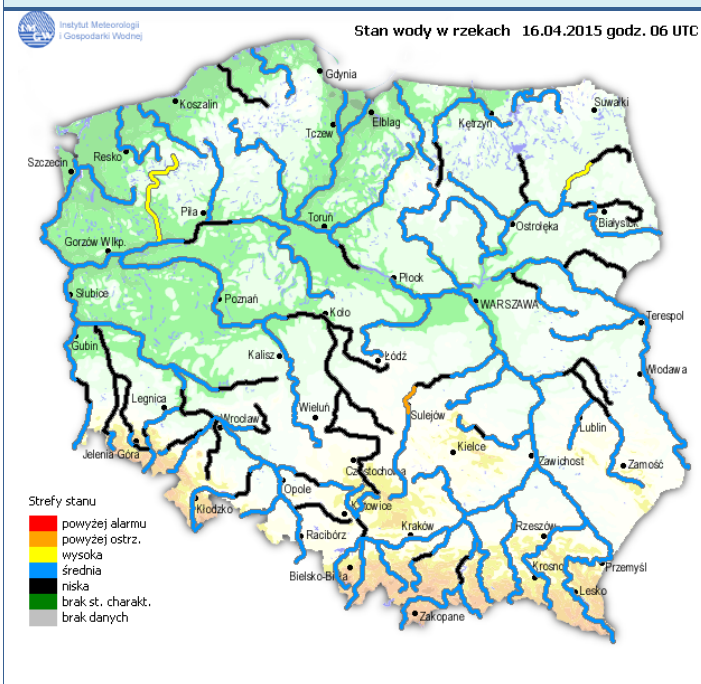 Instytut Meteorologii
i Gospodarki Wodnej
Stan wody w rzekach 16.04.2015 godz. 06 UTC
Gdynia
Koszalin
Suwałki
Elbląg
Tczew
Kętrzyn
Resko
Szczecin
Piła
Toruń
Białystok
Ostrołęka
Gorzów Wlkp.
Płock
Słubice
Poznań
WARSZAWA
Koło
Terespol
Gubin
Kalisz
Łódź
Włodawa
Legnica
Wieluń
Sulejów
Wrocław
Lublin
Jelenia Góra
Kielce
Zawichost
Zamość
Częstochowa
Opole
Kłodzko
Katowice
Kraków
Rzeszów
Racibórz
Przemyśl
Bielsko-Biała
Krosno
Lesko
Zakopane
Strefy stanu
powyżej alarmu
powyżej ostrz.
wysoka
średnia
niska
brak st. charakt.
brak danych